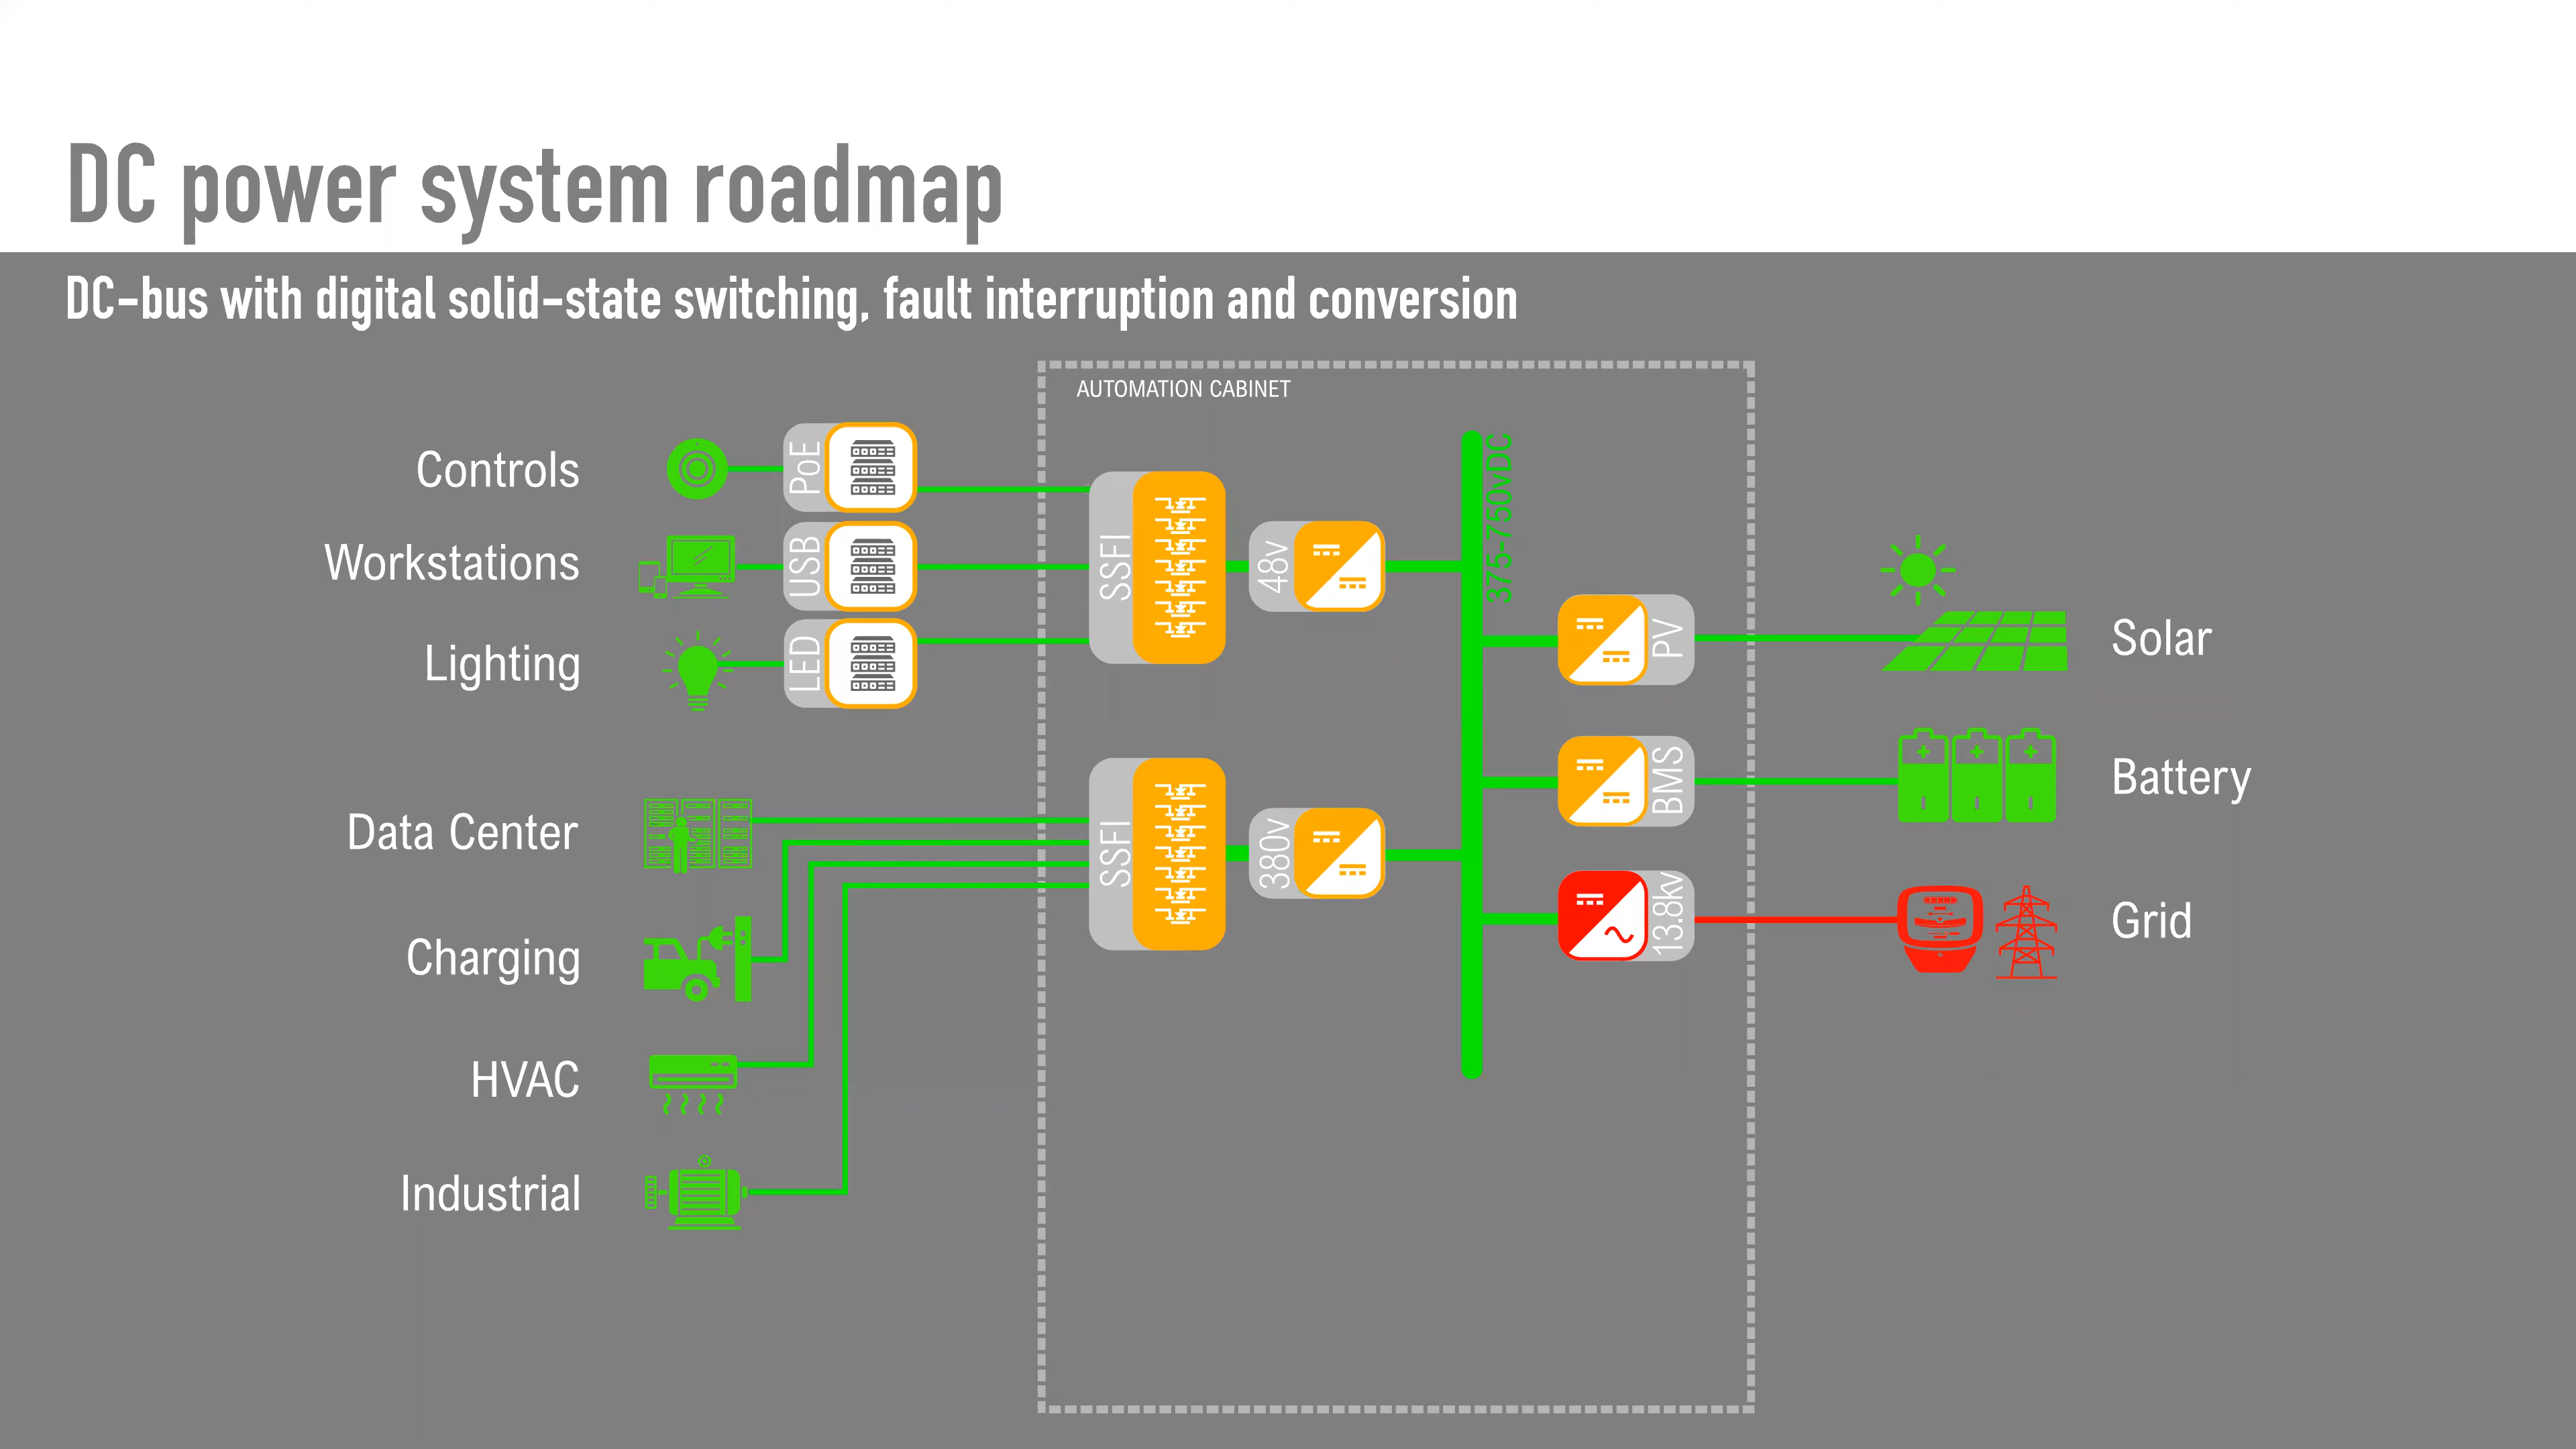 DC power system roadmap
DC-bus with digital solid-state switching, fault interruption and conversion
AUTOMATION CABINET
Controls
PoE
Workstations
USB
Lighting
LED
SSFI
48v
375-750vDC
PV
Solar
Data Center
SSFI
380v
BMS
Battery
Charging
13.8kv
Grid
HVAC
Industrial